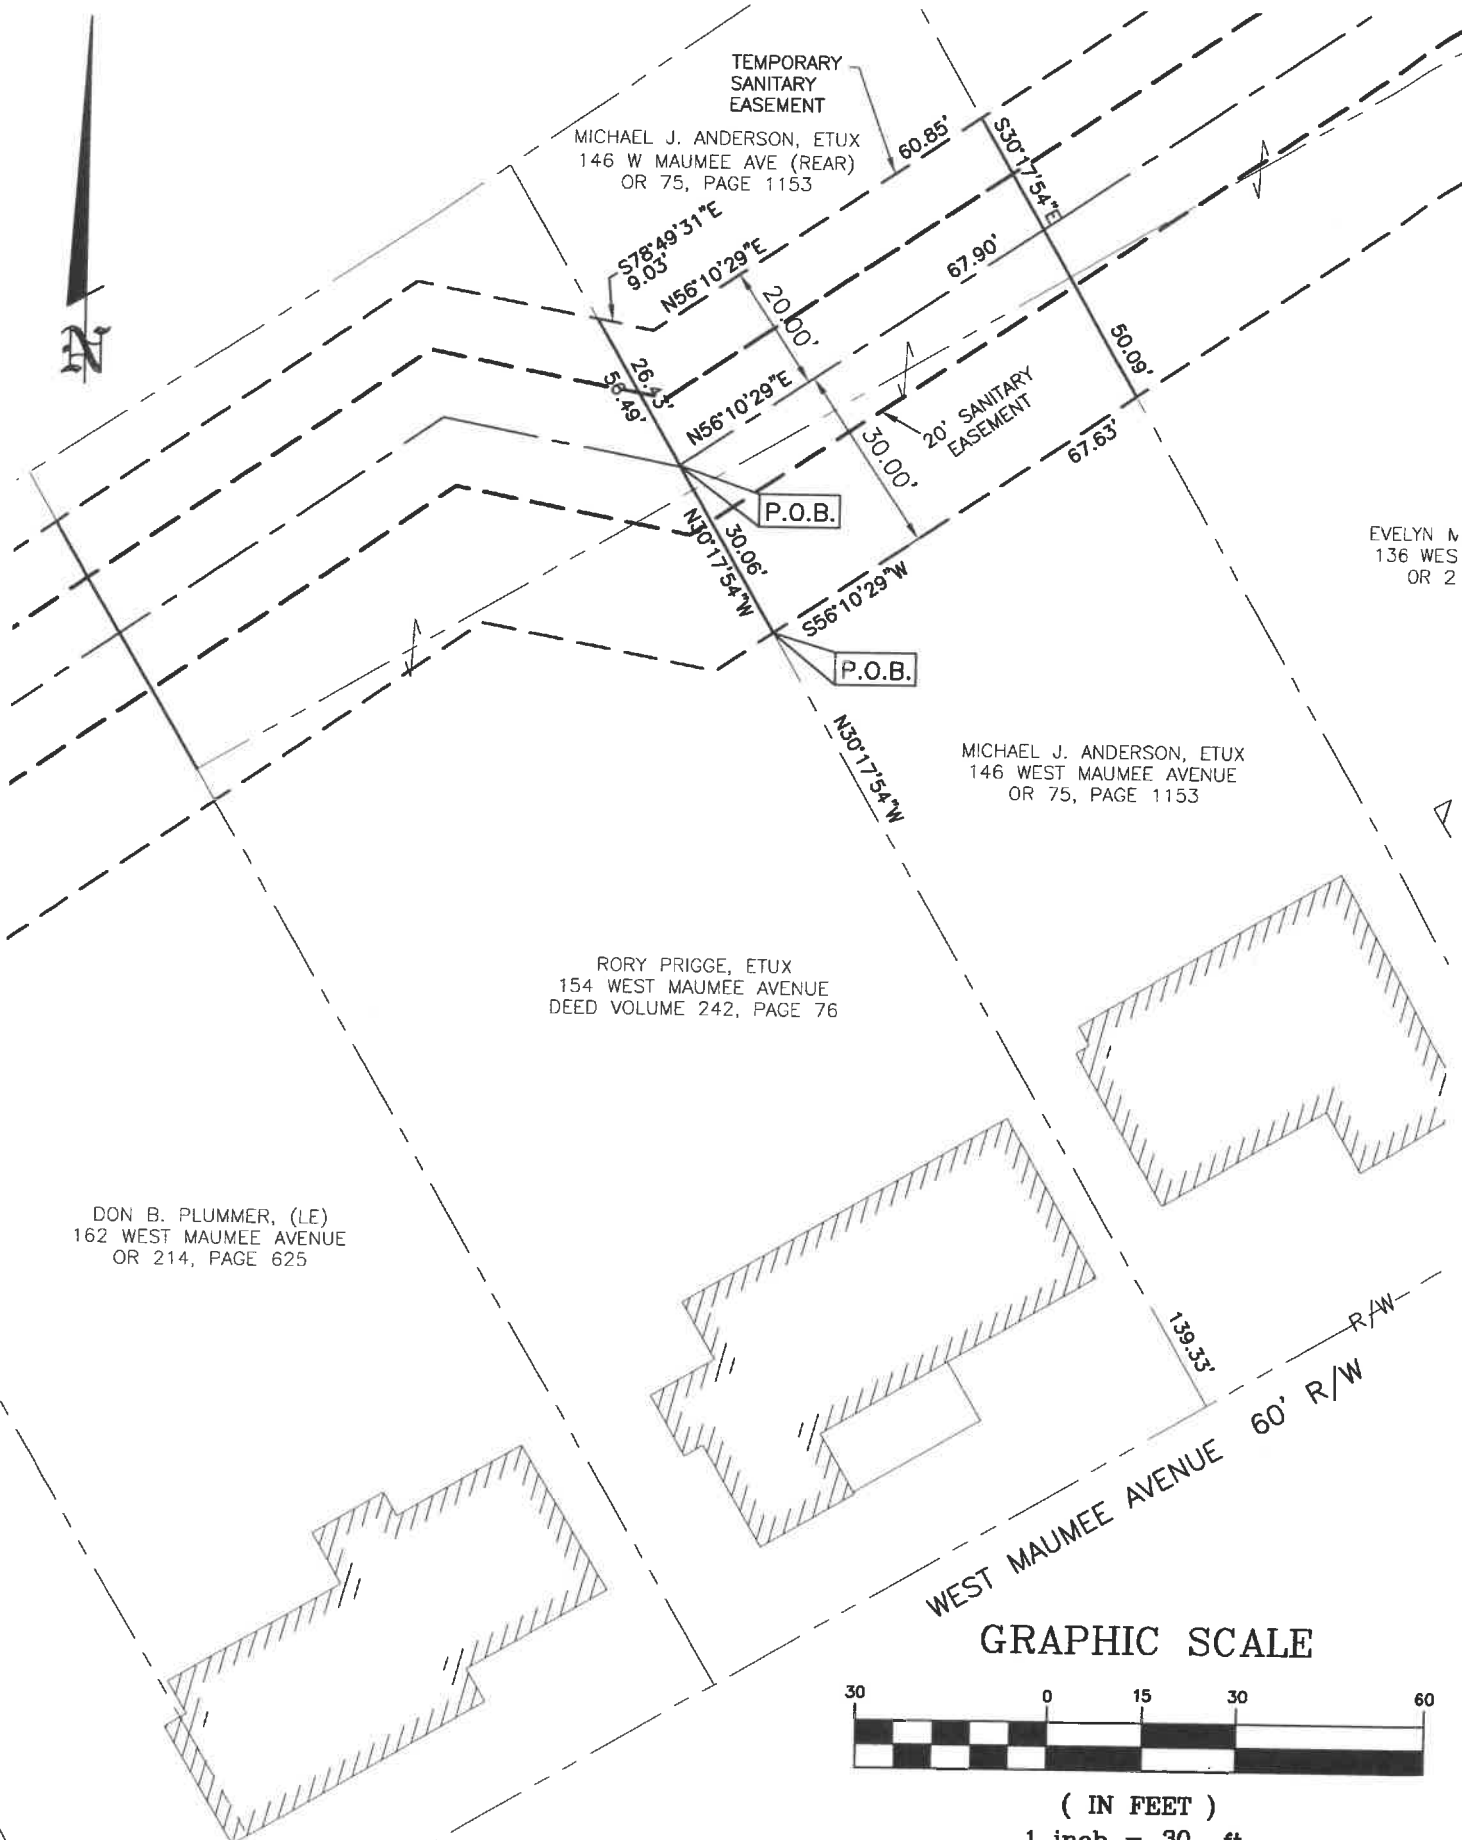 TEMPORARY
SANITARY
EASEMENT
MICHAEL J. ANDERSON, ETUX
146 W MAUMEE AVE (REAR)
OR 75, PAGE 1153
60.85'
S30°17'54"E
S78°49'31"E
9.03'
N56°10'29"E
67.90'
20.00'
N
26.43'
56.49'
N56°10'29"E
50.09'
20' SANITARY
EASEMENT
30.00'
67.63'
P.O.B.
N30°17'54"W
30.06'
S56°10'29"W
P.O.B.
EVELYN
136 WES
OR 2
N30°17'54"W
MICHAEL J. ANDERSON, ETUX
146 WEST MAUMEE AVENUE
OR 75, PAGE 1153
RORY PRIGGE, ETUX
154 WEST MAUMEE AVENUE
DEED VOLUME 242, PAGE 76
DON B. PLUMMER, (LE)
162 WEST MAUMEE AVENUE
OR 214, PAGE 625
139.33'
R/W
WEST MAUMEE AVENUE 60' R/W
GRAPHIC SCALE
30 0 15 30 60
( IN FEET )
1 inch = 30 ft